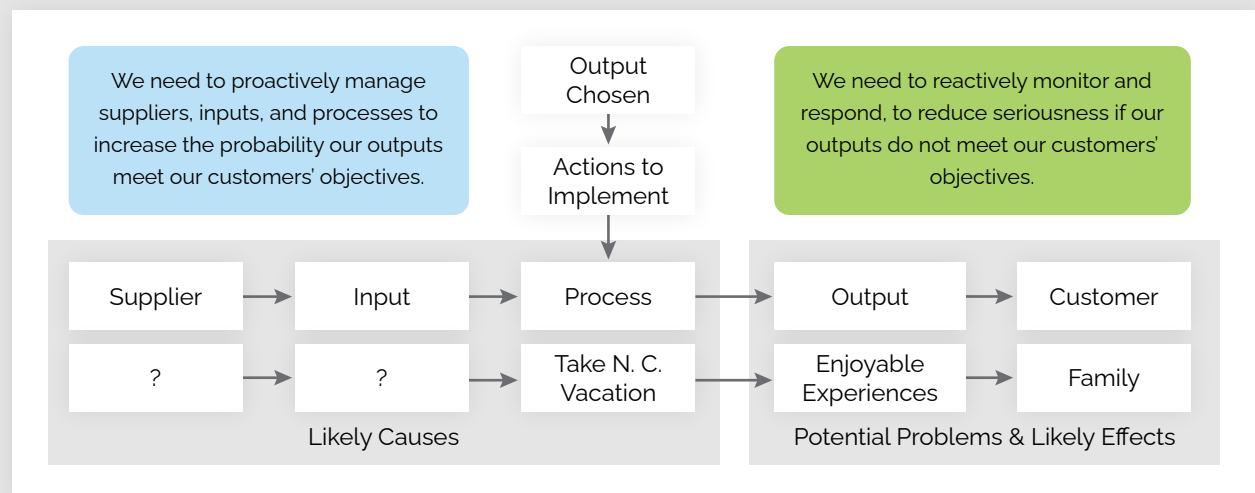 We need to proactively manage
suppliers, inputs, and processes to
increase the probability our outputs
meet our customers’ objectives.
Output
Chosen
Actions to
Implement
We need to reactively monitor and
respond, to reduce seriousness if our
outputs do not meet our customers’
objectives.
Supplier
Input
Process
Output
Customer
?
?
Take N. C.
Vacation
Enjoyable
Experiences
Family
Likely Causes
Potential Problems & Likely Effects